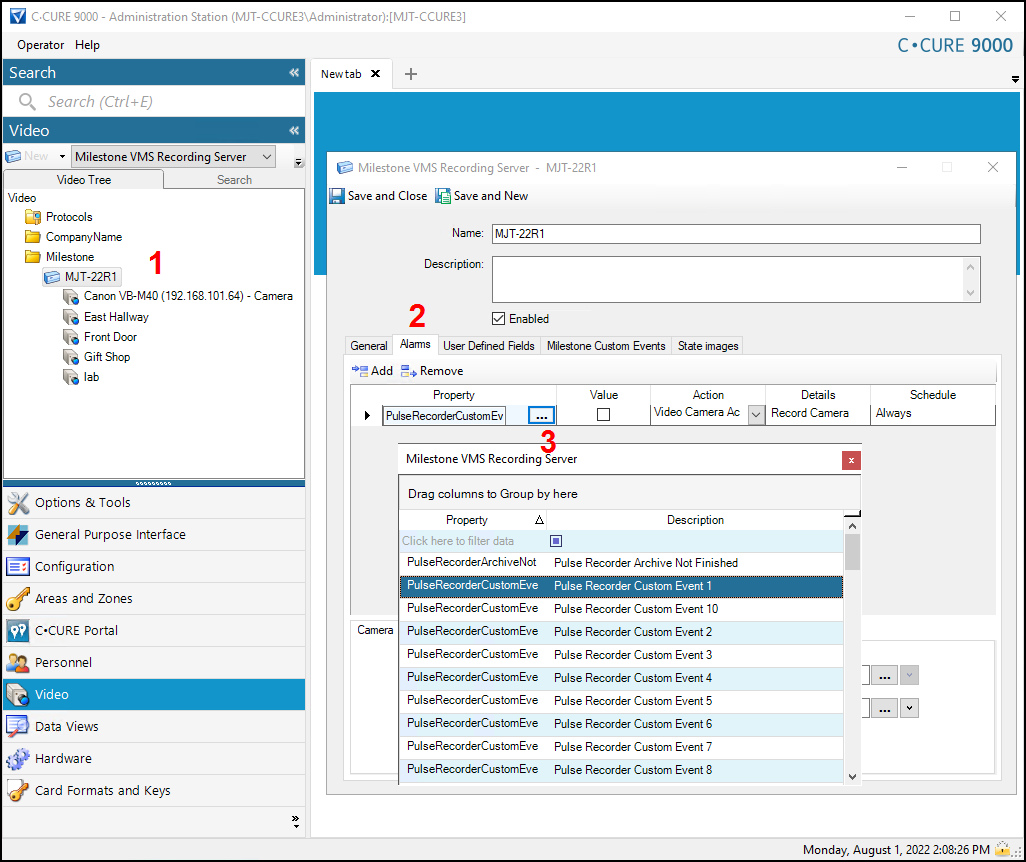 C•CURE 9000 - Administration Station (MJT-CCURE3\Administrator):[MJT-CCURE3]
Operator Help
C•CURE 9000
Search
Search (Ctrl+E)
Video
New Milestone VMS Recording Server
Video Tree Search
Video
Protocols
CompanyName
Milestone
1
MJT-22R1
Canon VB-M40 (192.168.101.64) - Camera
East Hallway
Front Door
Gift Shop
lab
Options & Tools
General Purpose Interface
Configuration
Areas and Zones
C•CURE Portal
Personnel
Video
Data Views
Hardware
Card Formats and Keys
New tab
Milestone VMS Recording Server - MJT-22R1
Save and Close Save and New
Name: MJT-22R1
Description:
2
Enabled
General Alarms User Defined Fields Milestone Custom Events State images
Add Remove
Property Value Action Details Schedule
PulseRecorderCustomEv ... Video Camera Ac Record Camera Always
3
Milestone VMS Recording Server x
Drag columns to Group by here
Property Description
Click here to filter data
PulseRecorderArchiveNot Pulse Recorder Archive Not Finished
PulseRecorderCustomEve Pulse Recorder Custom Event 1
PulseRecorderCustomEve Pulse Recorder Custom Event 10
PulseRecorderCustomEve Pulse Recorder Custom Event 2
PulseRecorderCustomEve Pulse Recorder Custom Event 3
PulseRecorderCustomEve Pulse Recorder Custom Event 4
PulseRecorderCustomEve Pulse Recorder Custom Event 5
PulseRecorderCustomEve Pulse Recorder Custom Event 6
PulseRecorderCustomEve Pulse Recorder Custom Event 7
PulseRecorderCustomEve Pulse Recorder Custom Event 8
Camera
...
...
Monday, August 1, 2022 2:08:26 PM